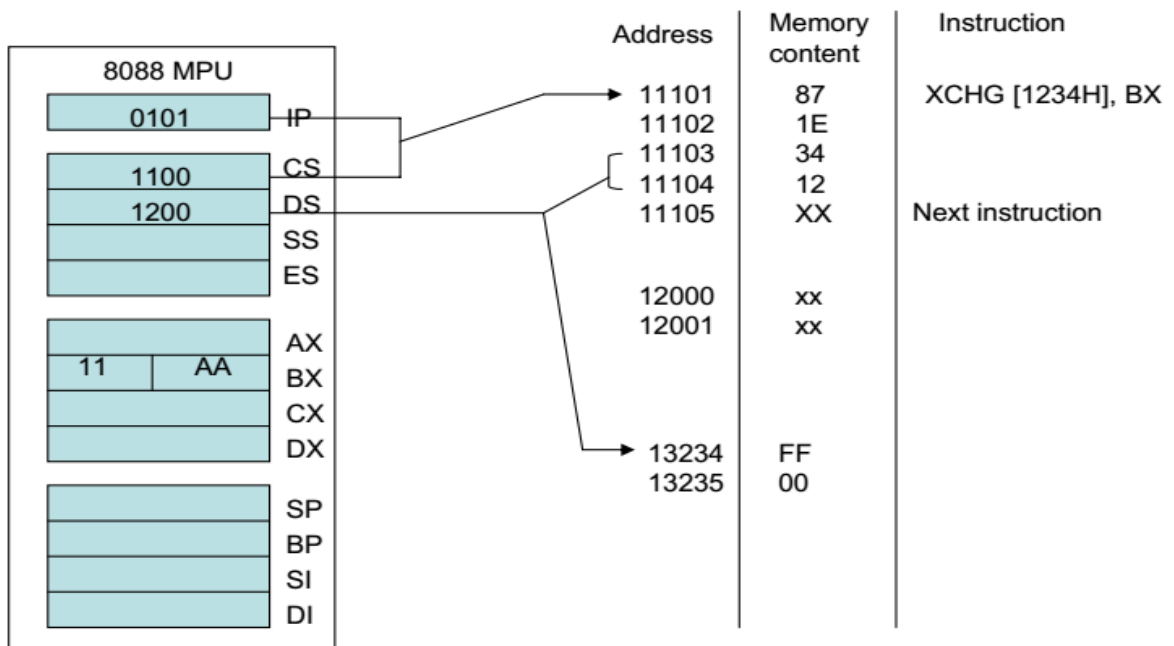 8088 MPU
0101 IP
1100 CS
1200 DS
SS
ES
AX
11 AA BX
CX
DX
SP
BP
SI
DI
Address Memory content Instruction
11101 87 XCHG [1234H], BX
11102 1E
11103 34
11104 12
11105 XX Next instruction
12000 xx
12001 xx
13234 FF
13235 00